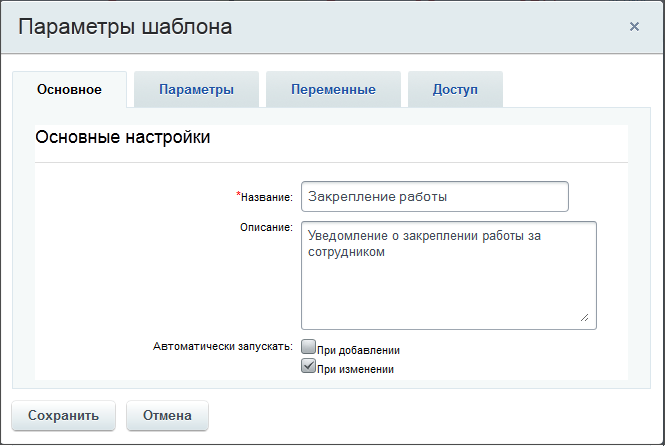 Параметры шаблона
Основное Параметры Переменные Доступ
Основные настройки
*Название: Закрепление работы
Описание: Уведомление о закреплении работы за
сотрудником
Автоматически запускать: При добавлении
При изменении
Сохранить Отмена